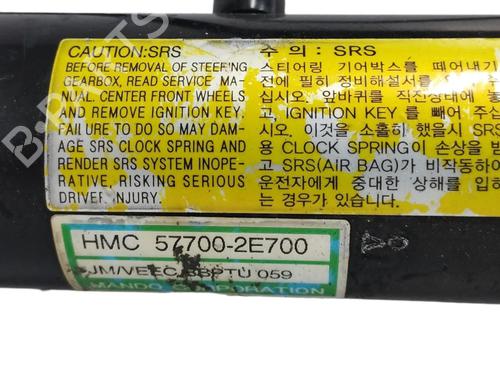 CAUTION:SRS
BEFORE REMOVAL OF STEERING
GEARBOX, READ SERVICE MA-
NUAL. CENTER FRONT WHEELS
AND REMOVE IGNITION KEY.
FAILURE TO DO SO MAY DAM-
AGE SRS CLOCK SPRING AND
RENDER SRS SYSTEM INOPE-
RATIVE, RISKING SERIOUS
DRIVER INJURY.
주 의 : SRS
스티어링 기어박스를 떼어내기
전에 필히 정비해설서를
십시오. 앞바퀴를 직진상태에
고, IGNITION KEY 를 빼어 주십
시오. 이것을 소홀히 했을시 SRS
용 CLOCK SPRING이 손상을 받
고 SRS(AIR BAG)가 비작동하여
운전자에게 중대한 상해를 입힐
는 경우가 있습니다.
HMC 57700-2E700
JM/VEEC 059
MANDO CORPORATION